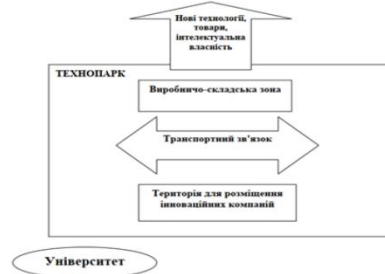 Нові технології,
товари,
інтелектуальна
власність
ТЕХНОПАРК
Виробничо-складська зона
Транспортний зв'язок
Територія для розміщення
інноваційних компаній
Університет